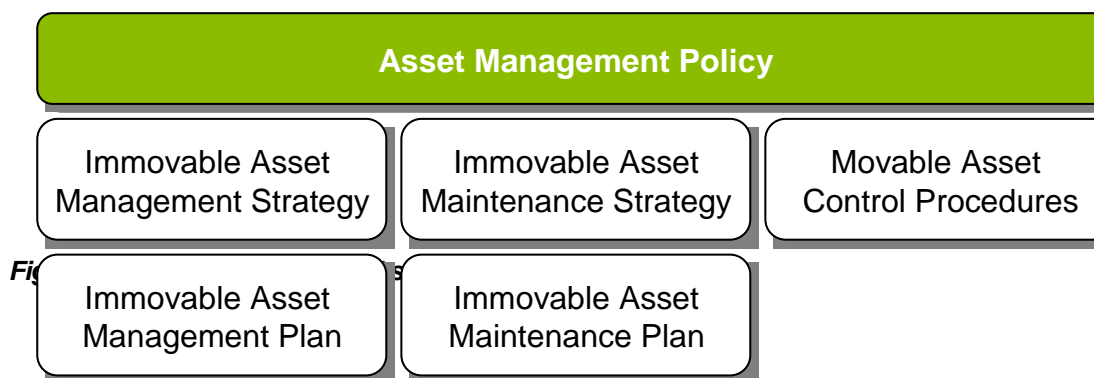 Asset Management Policy
Immovable Asset
Management Strategy
Immovable Asset
Maintenance Strategy
Movable Asset
Control Procedures
Immovable Asset
Management Plan
Immovable Asset
Maintenance Plan